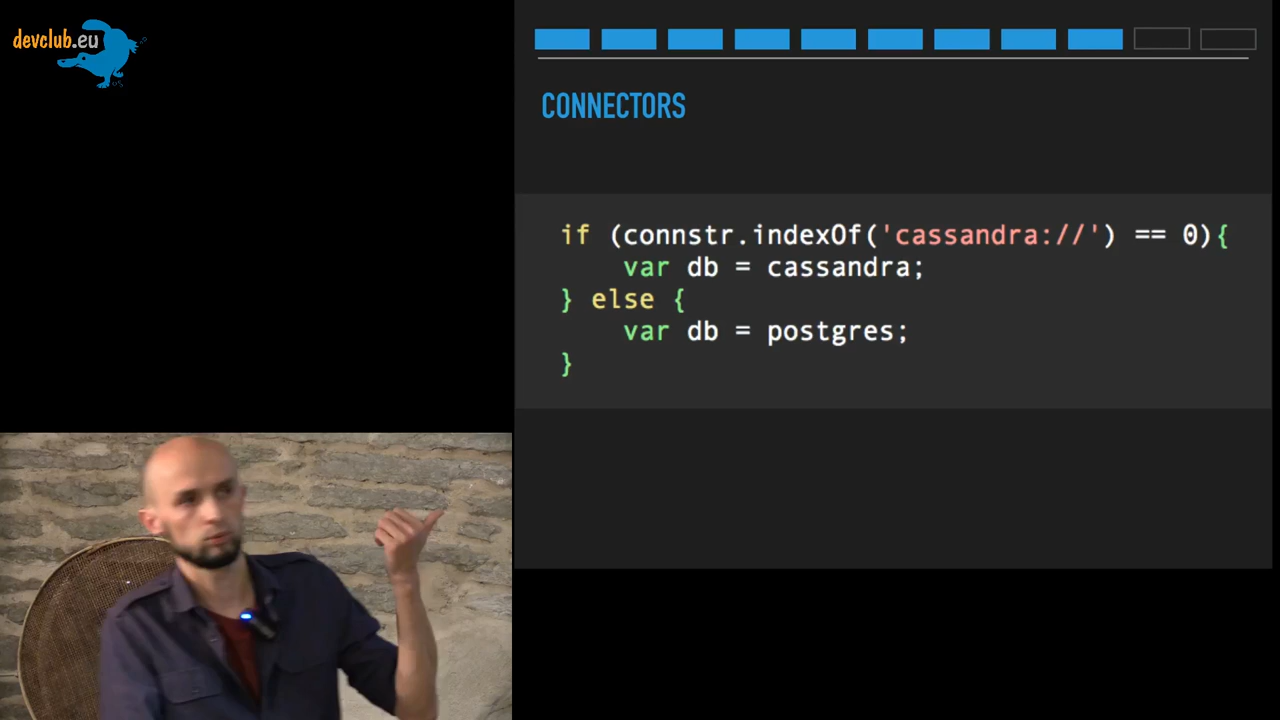 devclub.eu
CONNECTORS
if (connstr.indexOf('cassandra://') == 0){
    var db = cassandra;
} else {
    var db = postgres;
}